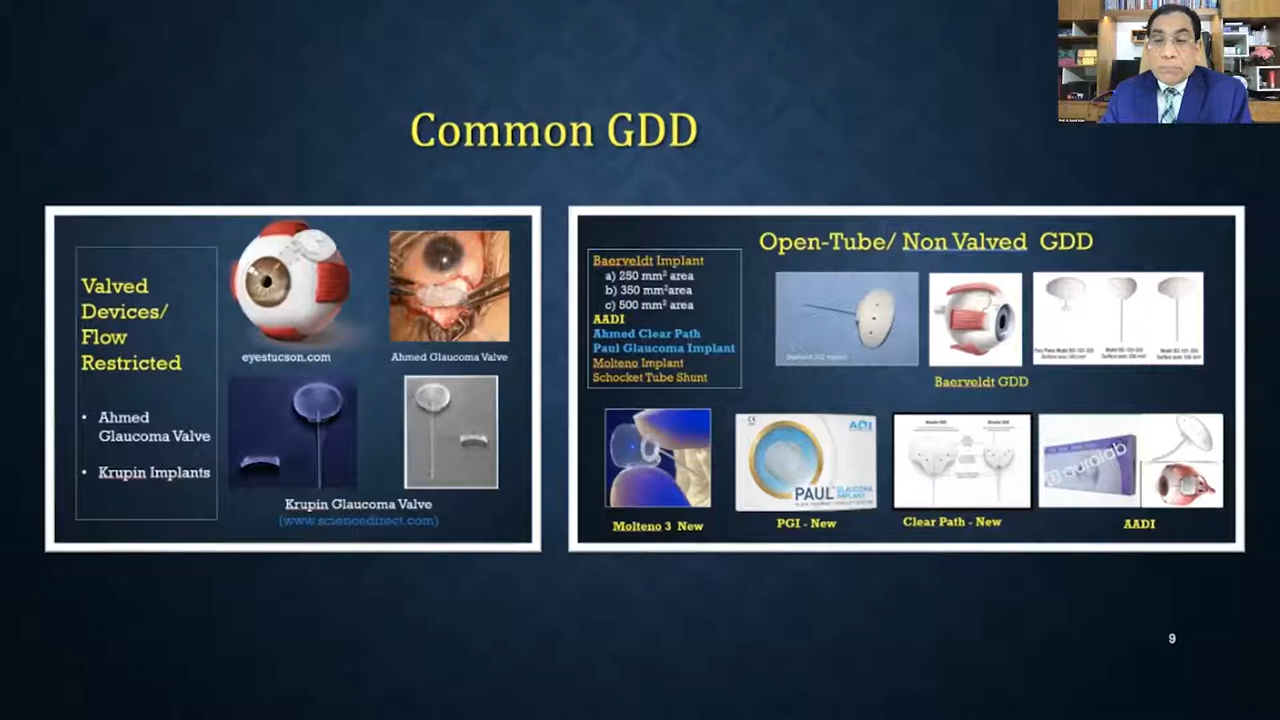 Common GDD
Valved
Devices/
Flow
Restricted
• Ahmed
Glaucoma Valve
• Krupin Implants
eyestucson.com
Ahmed Glaucoma Valve
Krupin Glaucoma Valve
(www.sciencedirect.com)
Open-Tube/ Non Valved GDD
Baerveldt Implant
a) 250 mm² area
b) 350 mm²area
c) 500 mm² area
AADI
Ahmed Clear Path
Paul Glaucoma Implant
Molteno Implant
Schocket Tube Shunt
Baerveldt GDD
Molteno 3 New
AOI
PAUL
GLAUCOMA
IMPLANT
PGI - New
Clear Path - New
aurolab
AADI
9